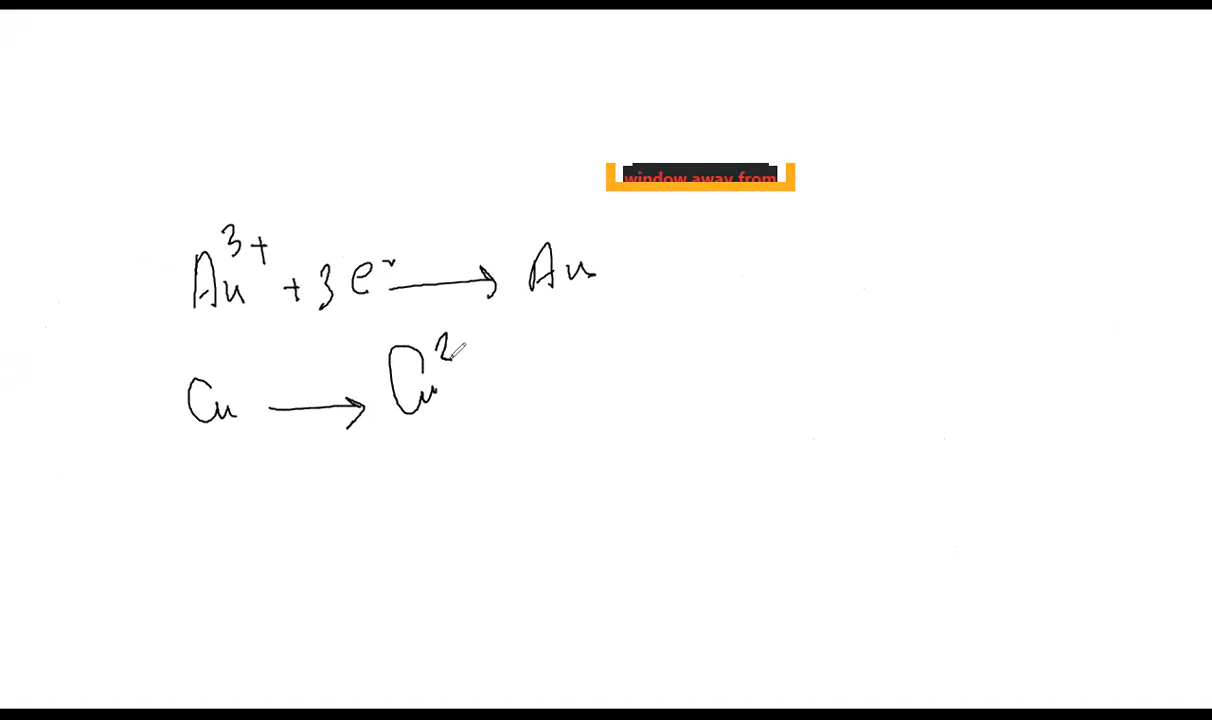 window away from
Au³⁺ + 3e⁻ ⟶ Au
Cu ⟶ Cu²